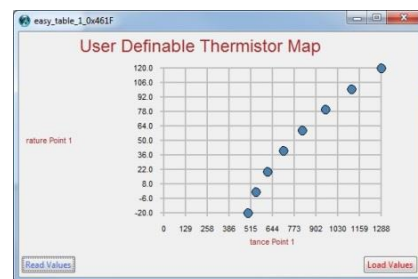 easy_table_1_0x461F
User Definable Thermistor Map
120.0
106.0
92.0
78.0
64.0
50.0
36.0
22.0
8.0
-6.0
-20.0
rature Point 1
0 129 258 386 515 644 773 902 1030 1159 1288
tance Point 1
Read Values
Load Values